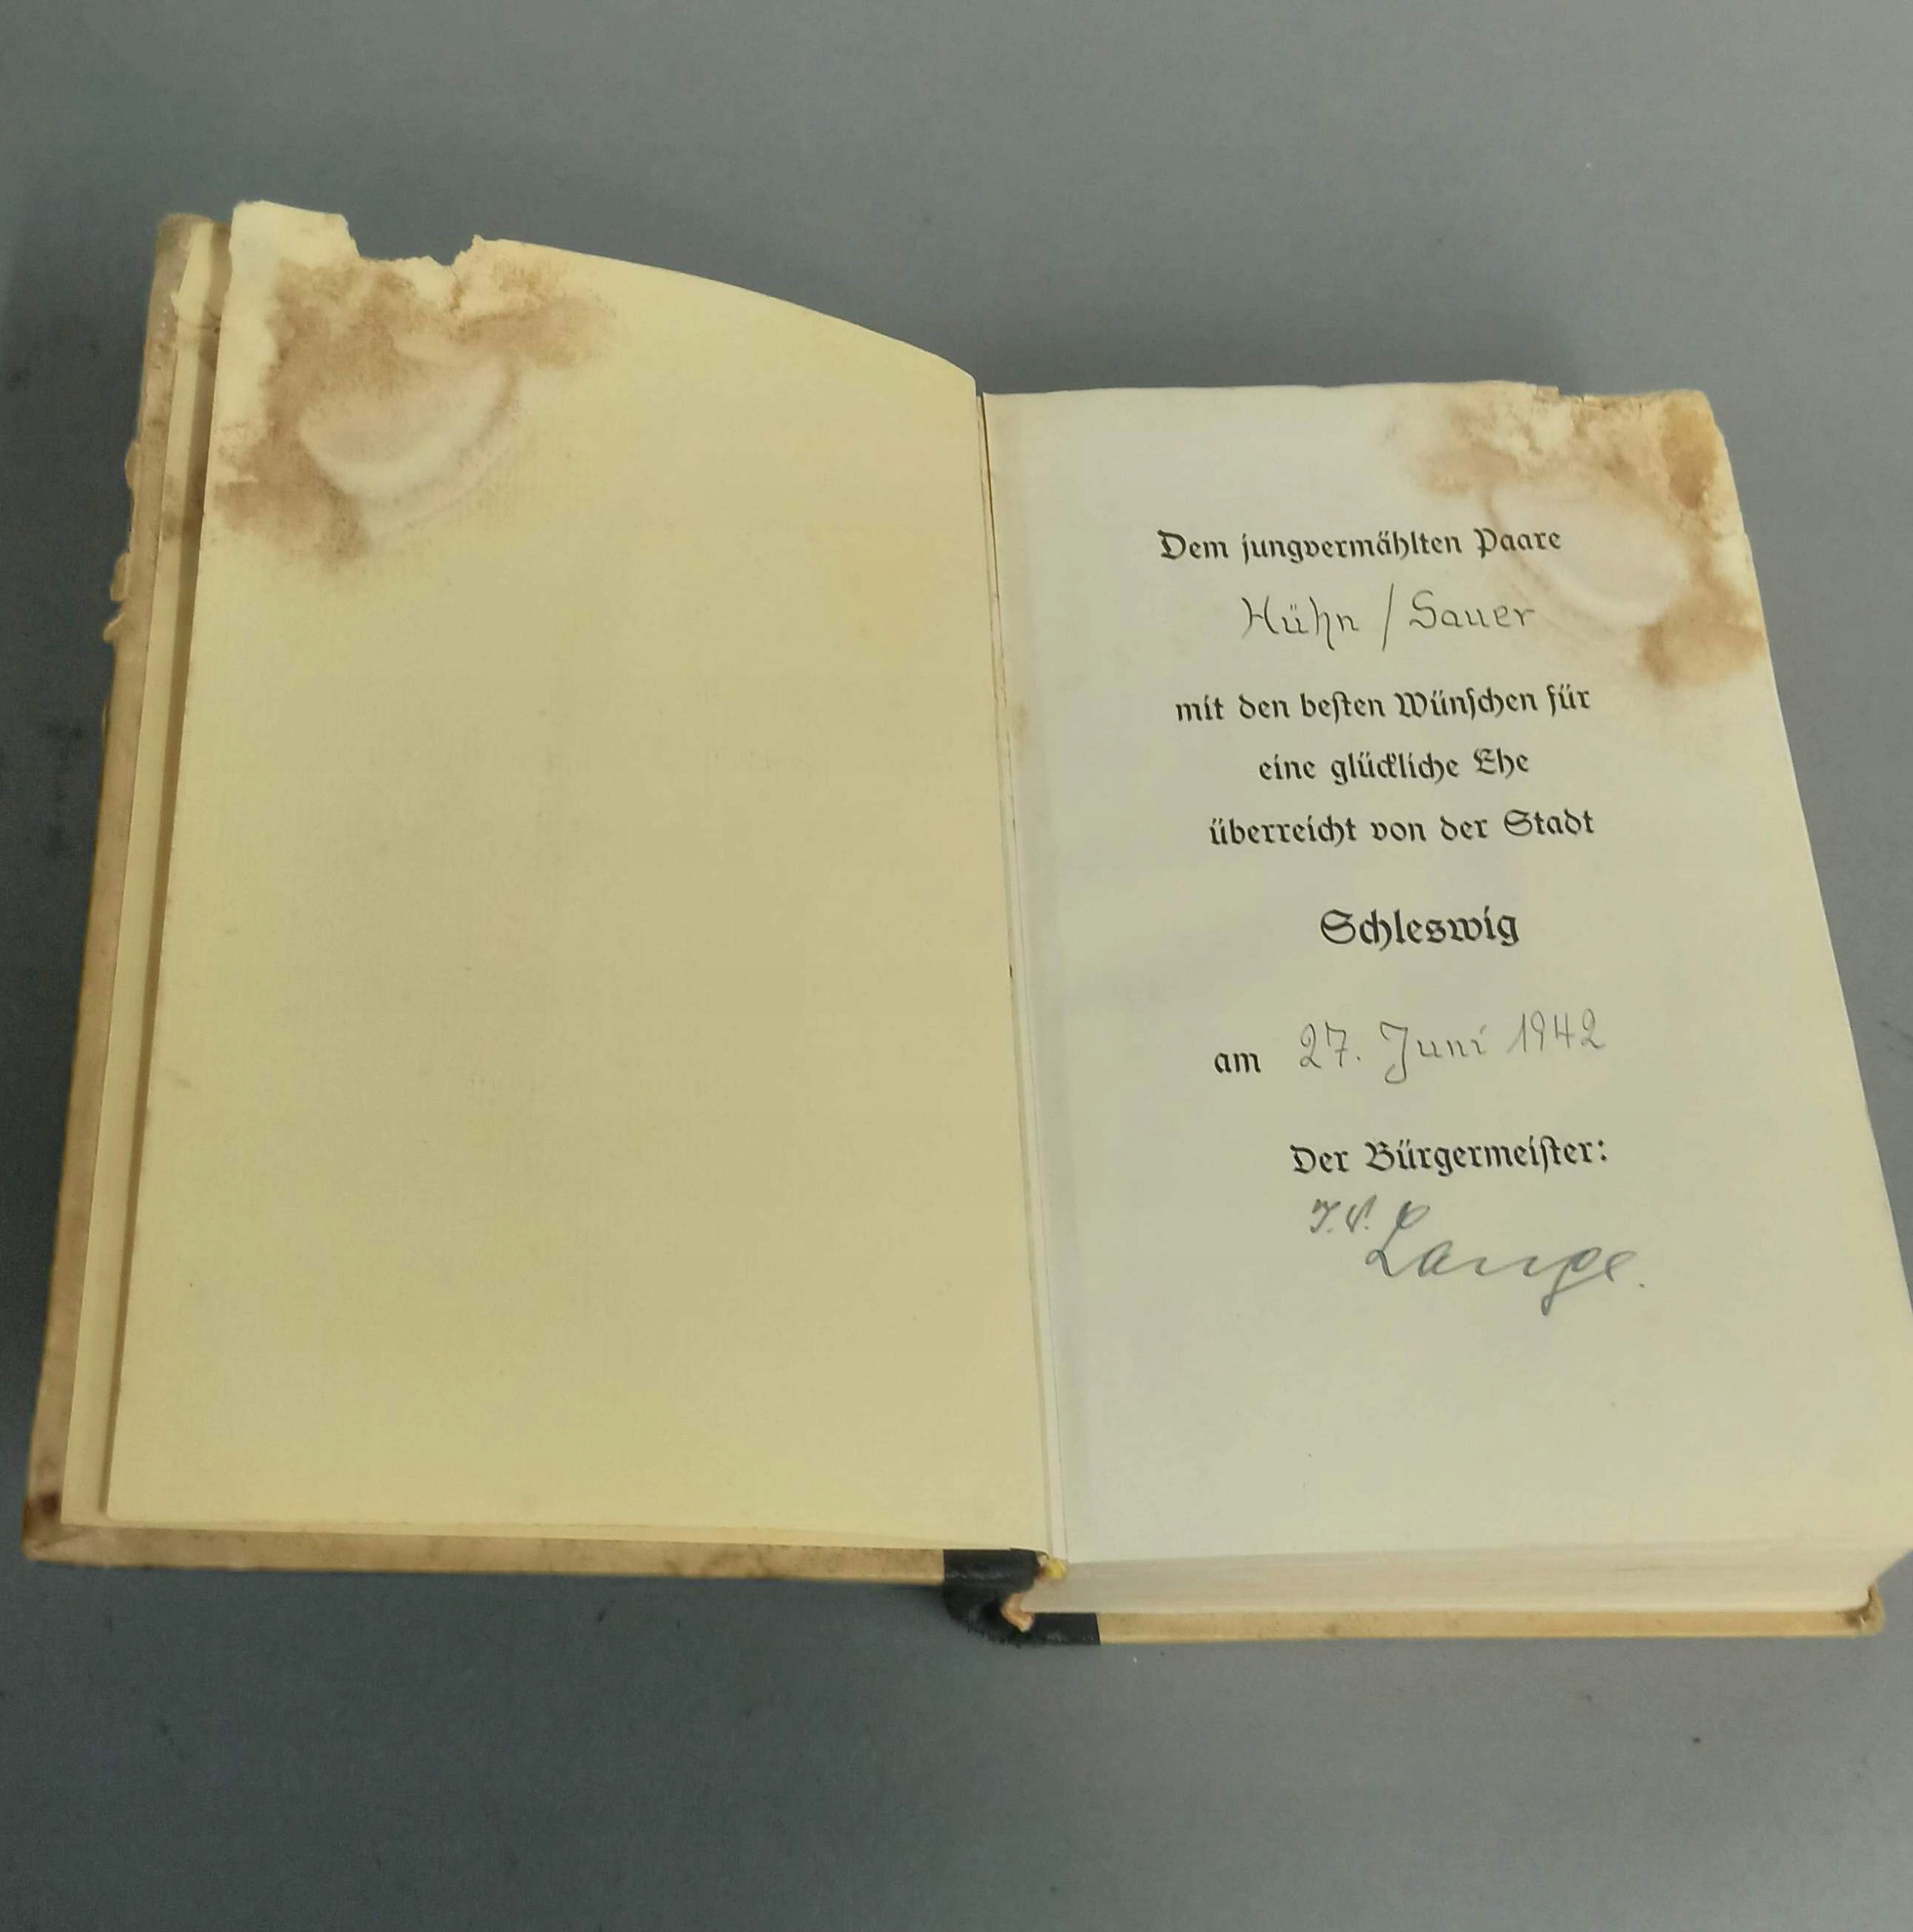 Dem jungvermählten Paare
Hühn / Sauer
mit den besten Wünschen für
eine glückliche Ehe
überreicht von der Stadt
Schleswig
am 27. Juni 1942
Der Bürgermeister:
I.V.
Lange.